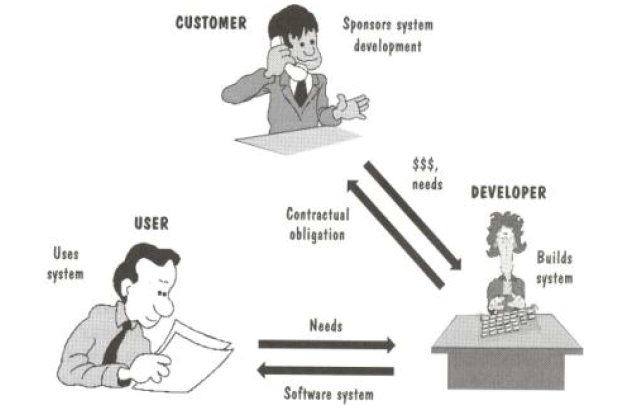 CUSTOMER
Sponsors system
development
$$$,
needs
DEVELOPER
Contractual
obligation
USER
Uses
system
Builds
system
Needs
Software system